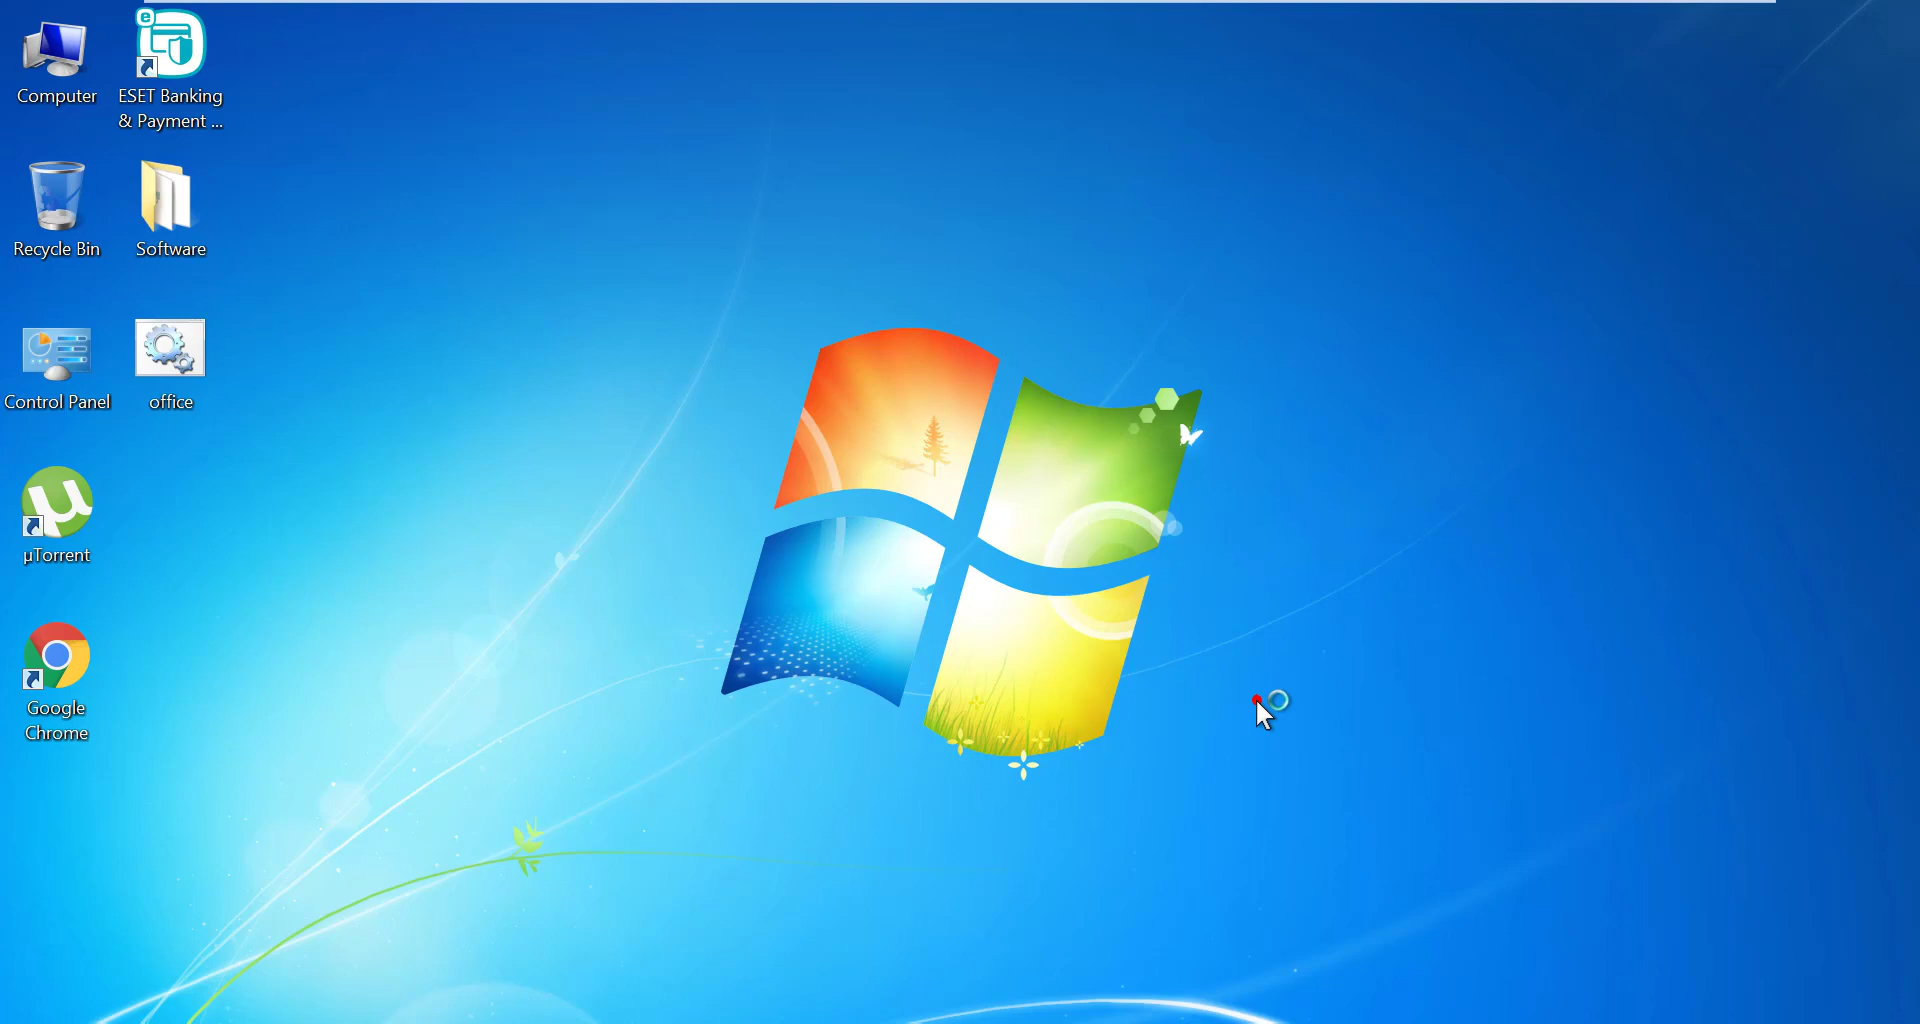 Computer
ESET Banking
& Payment ...
Recycle Bin
Software
Control Panel
office
µTorrent
Google
Chrome